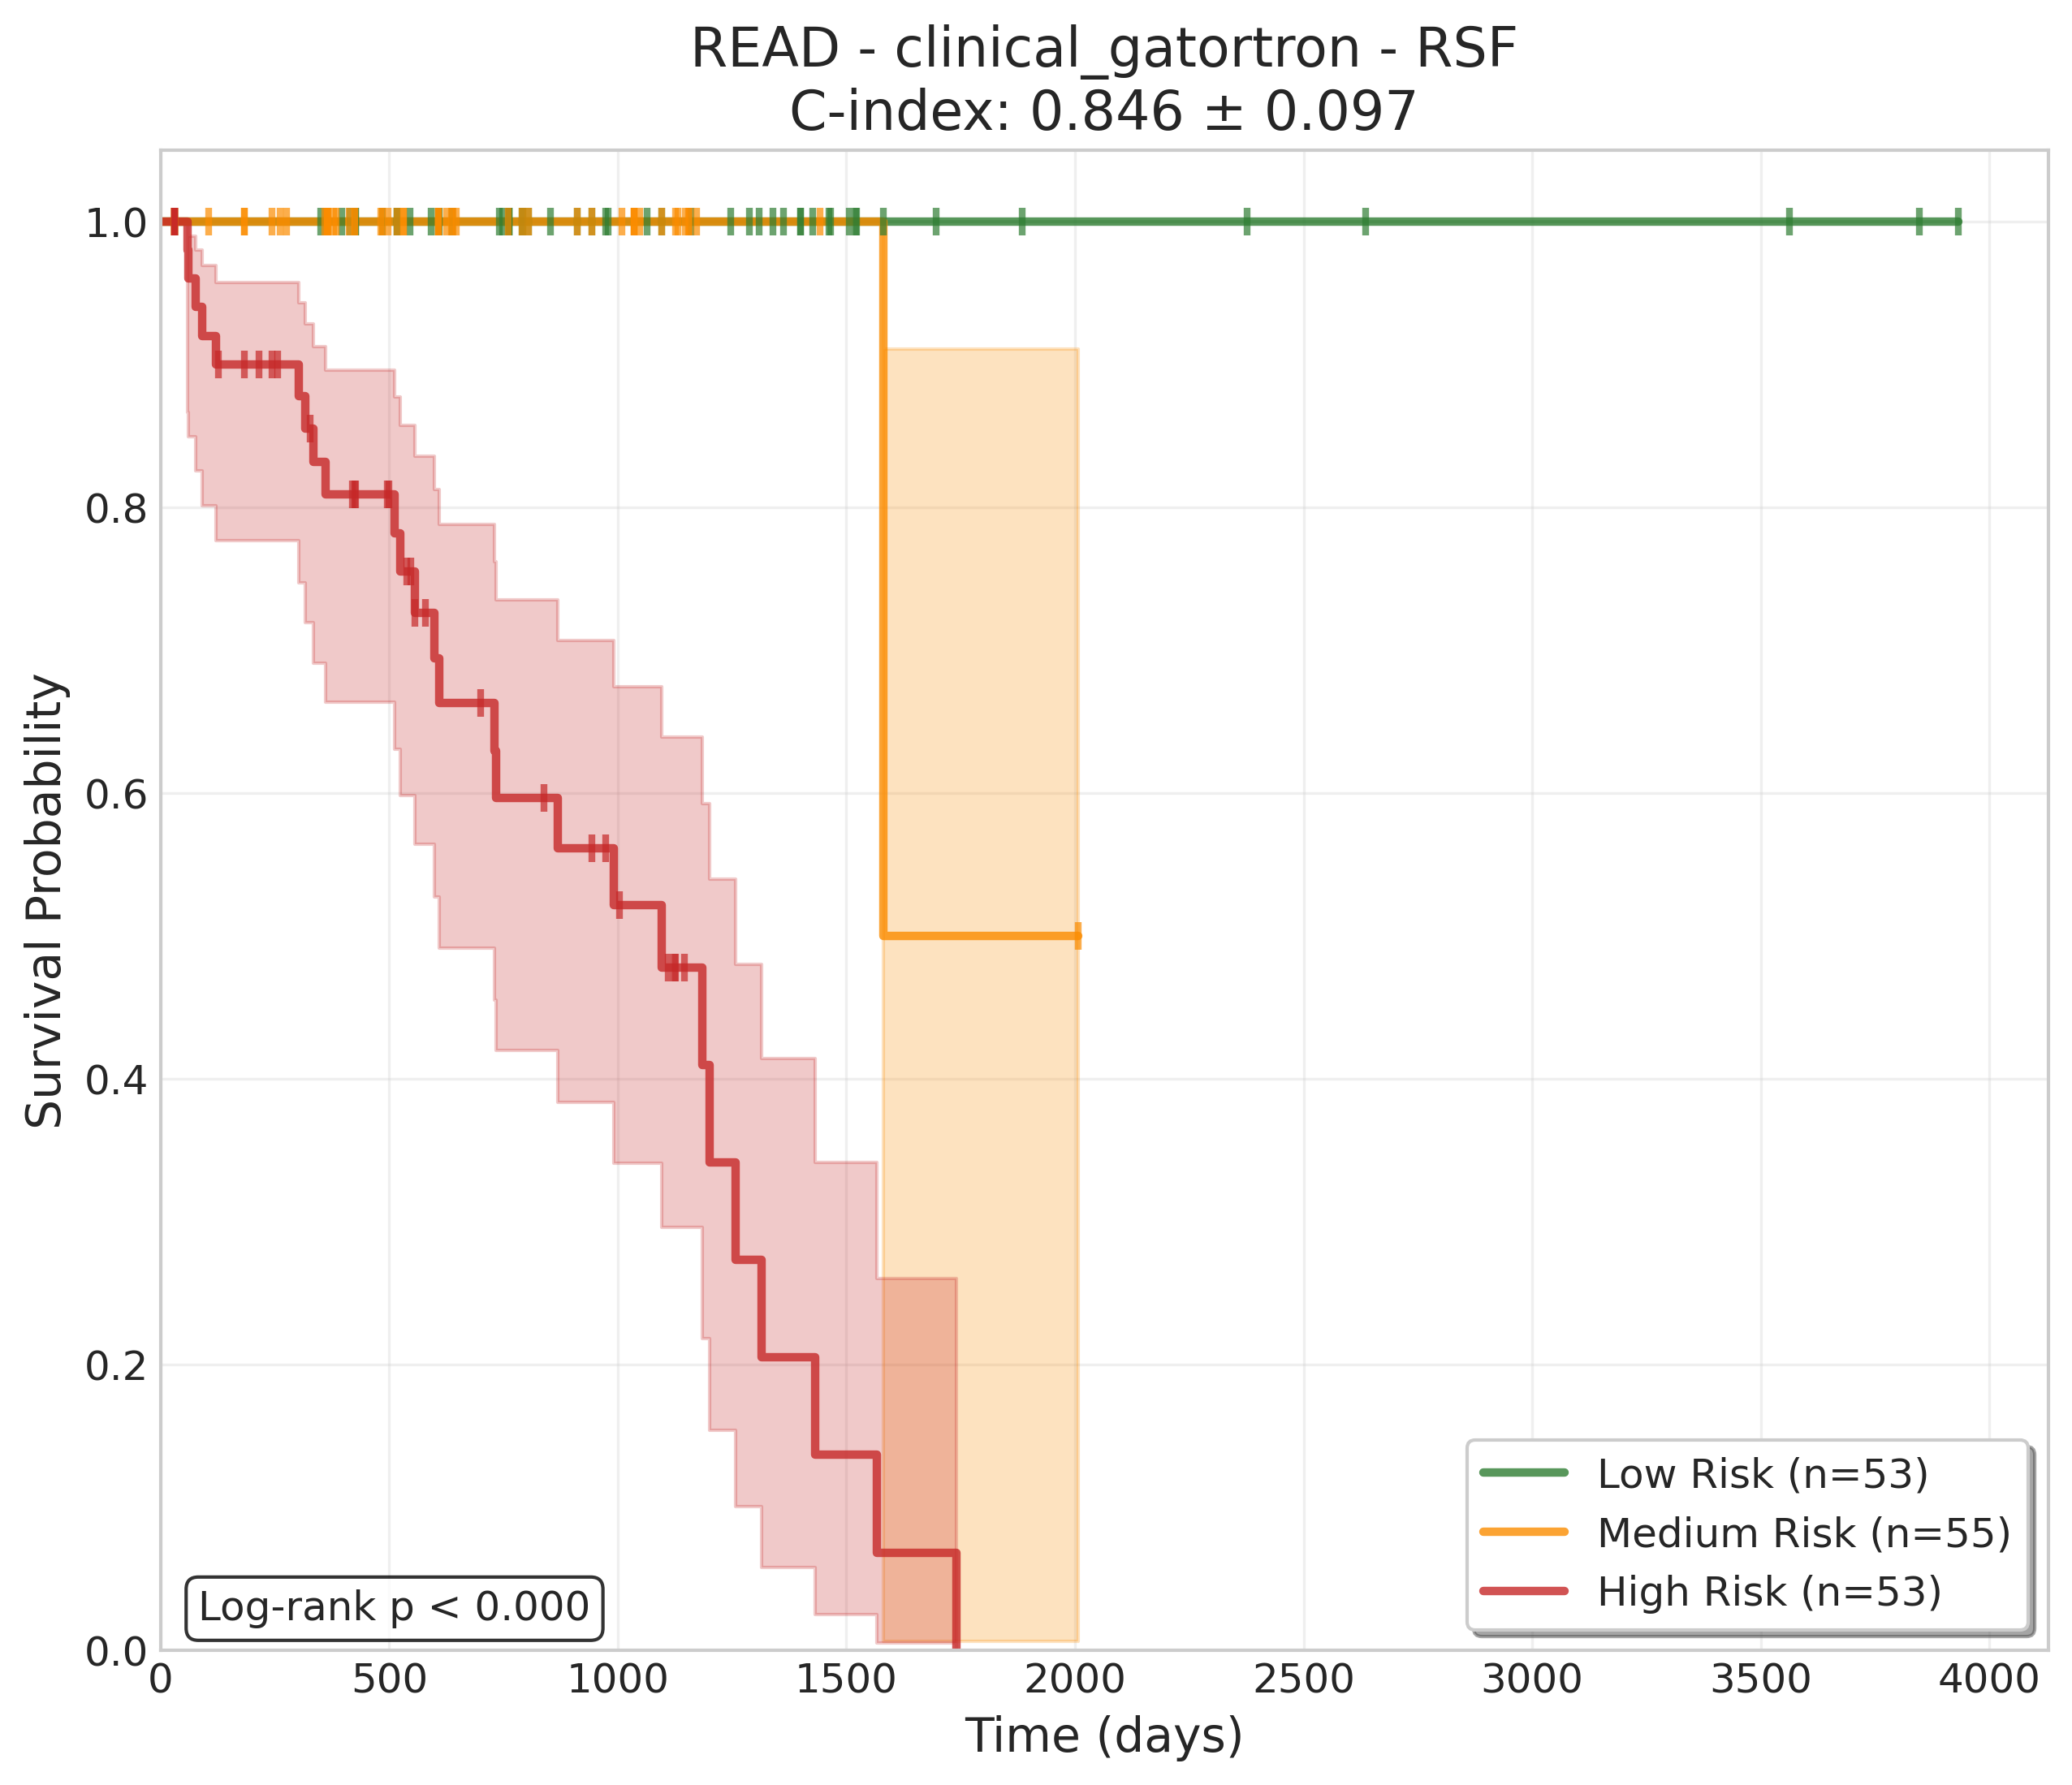 READ - clinical_gatortron - RSF
C-index: 0.846 ± 0.097
Survival Probability
1.0
0.8
0.6
0.4
0.2
0.0
Log-rank p < 0.000
Low Risk (n=53)
Medium Risk (n=55)
High Risk (n=53)
0 500 1000 1500 2000 2500 3000 3500 4000
Time (days)